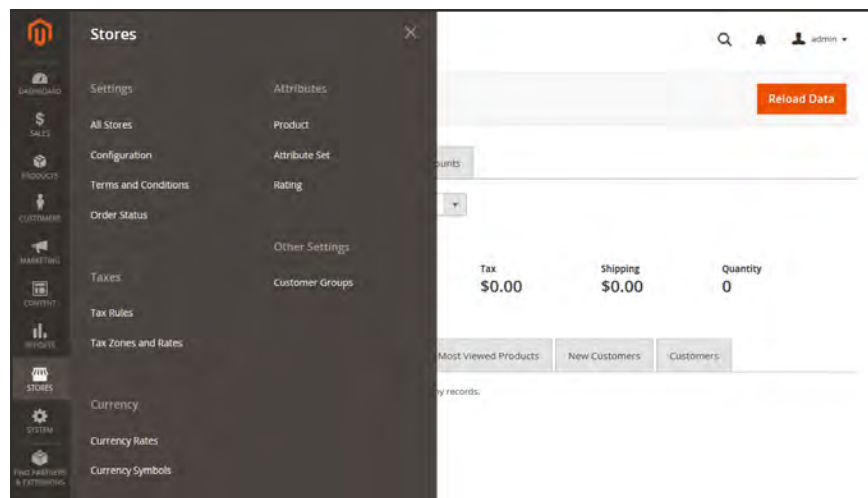 Stores
admin
DASHBOARD
Settings
Attributes
Reload Data
SALES
All Stores
Product
Configuration
Attribute Set
ounts
PRODUCTS
Terms and Conditions
Rating
CUSTOMERS
Order Status
MARKETING
Other Settings
Taxes
Customer Groups
Tax
Shipping
Quantity
$0.00
$0.00
0
CONTENT
Tax Rules
REPORTS
Tax Zones and Rates
Most Viewed Products
New Customers
Customers
STORES
ny records.
Currency
SYSTEM
Currency Rates
FIND PARTNERS
& EXTENSIONS
Currency Symbols